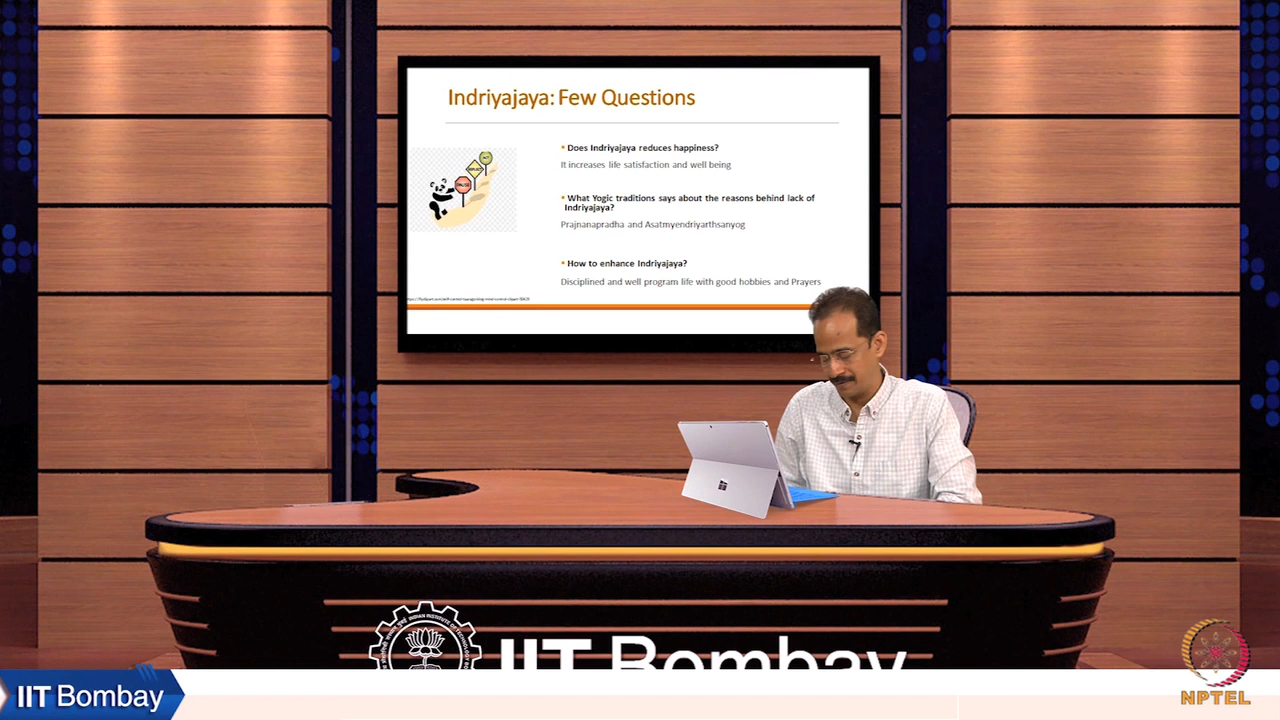 Indriyajaya: Few Questions
▪ Does Indriyajaya reduces happiness?
It increases life satisfaction and well being
▪ What Yogic traditions says about the reasons behind lack of
Indriyajaya?
Prajnanapradha and Asatmyendriyarthsanyog
▪ How to enhance Indriyajaya?
Disciplined and well program life with good hobbies and Prayers
IIT Bombay
IIT Bombay
NPTEL